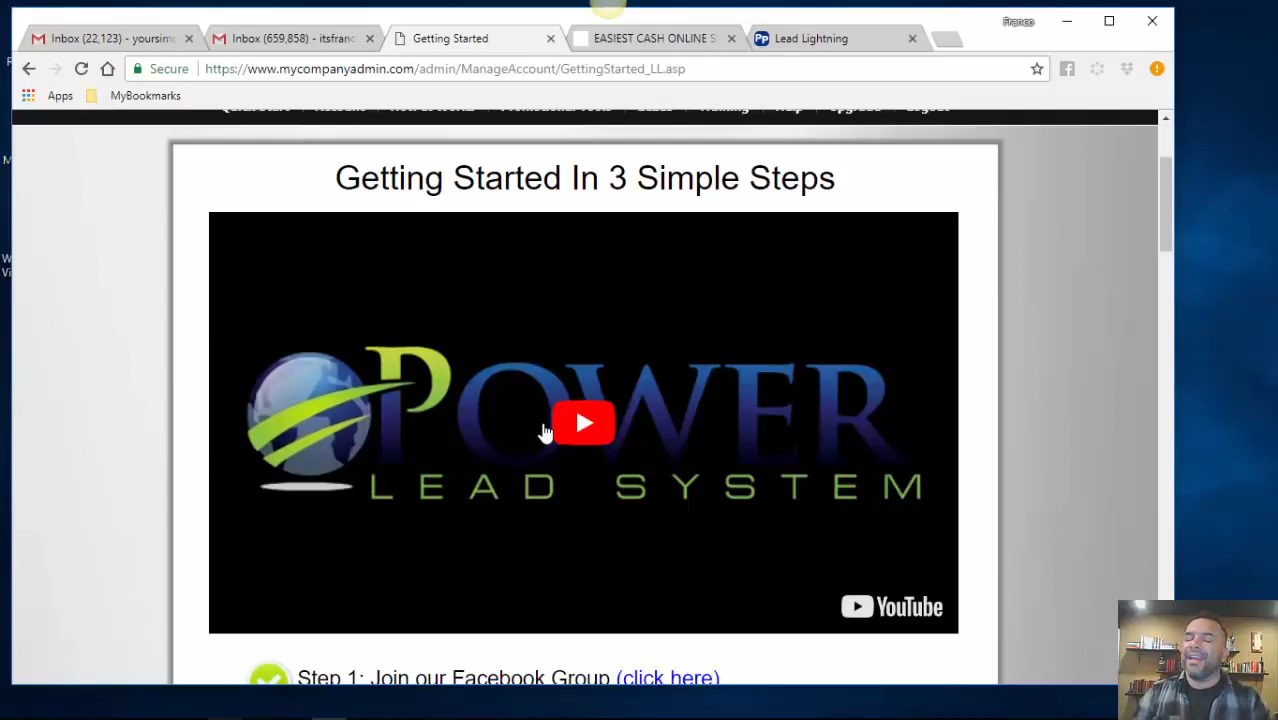 Franco
Inbox (22,123) - yoursim
Inbox (659,858) - itsfran
Getting Started
EASIEST CASH ONLINE S
Pp Lead Lightning
Secure https://www.mycompanyadmin.com/admin/ManageAccount/GettingStarted_LL.asp
Apps MyBookmarks
Getting Started In 3 Simple Steps
POWER
LEAD SYSTEM
YouTube
Step 1: Join our Facebook Group (click here)